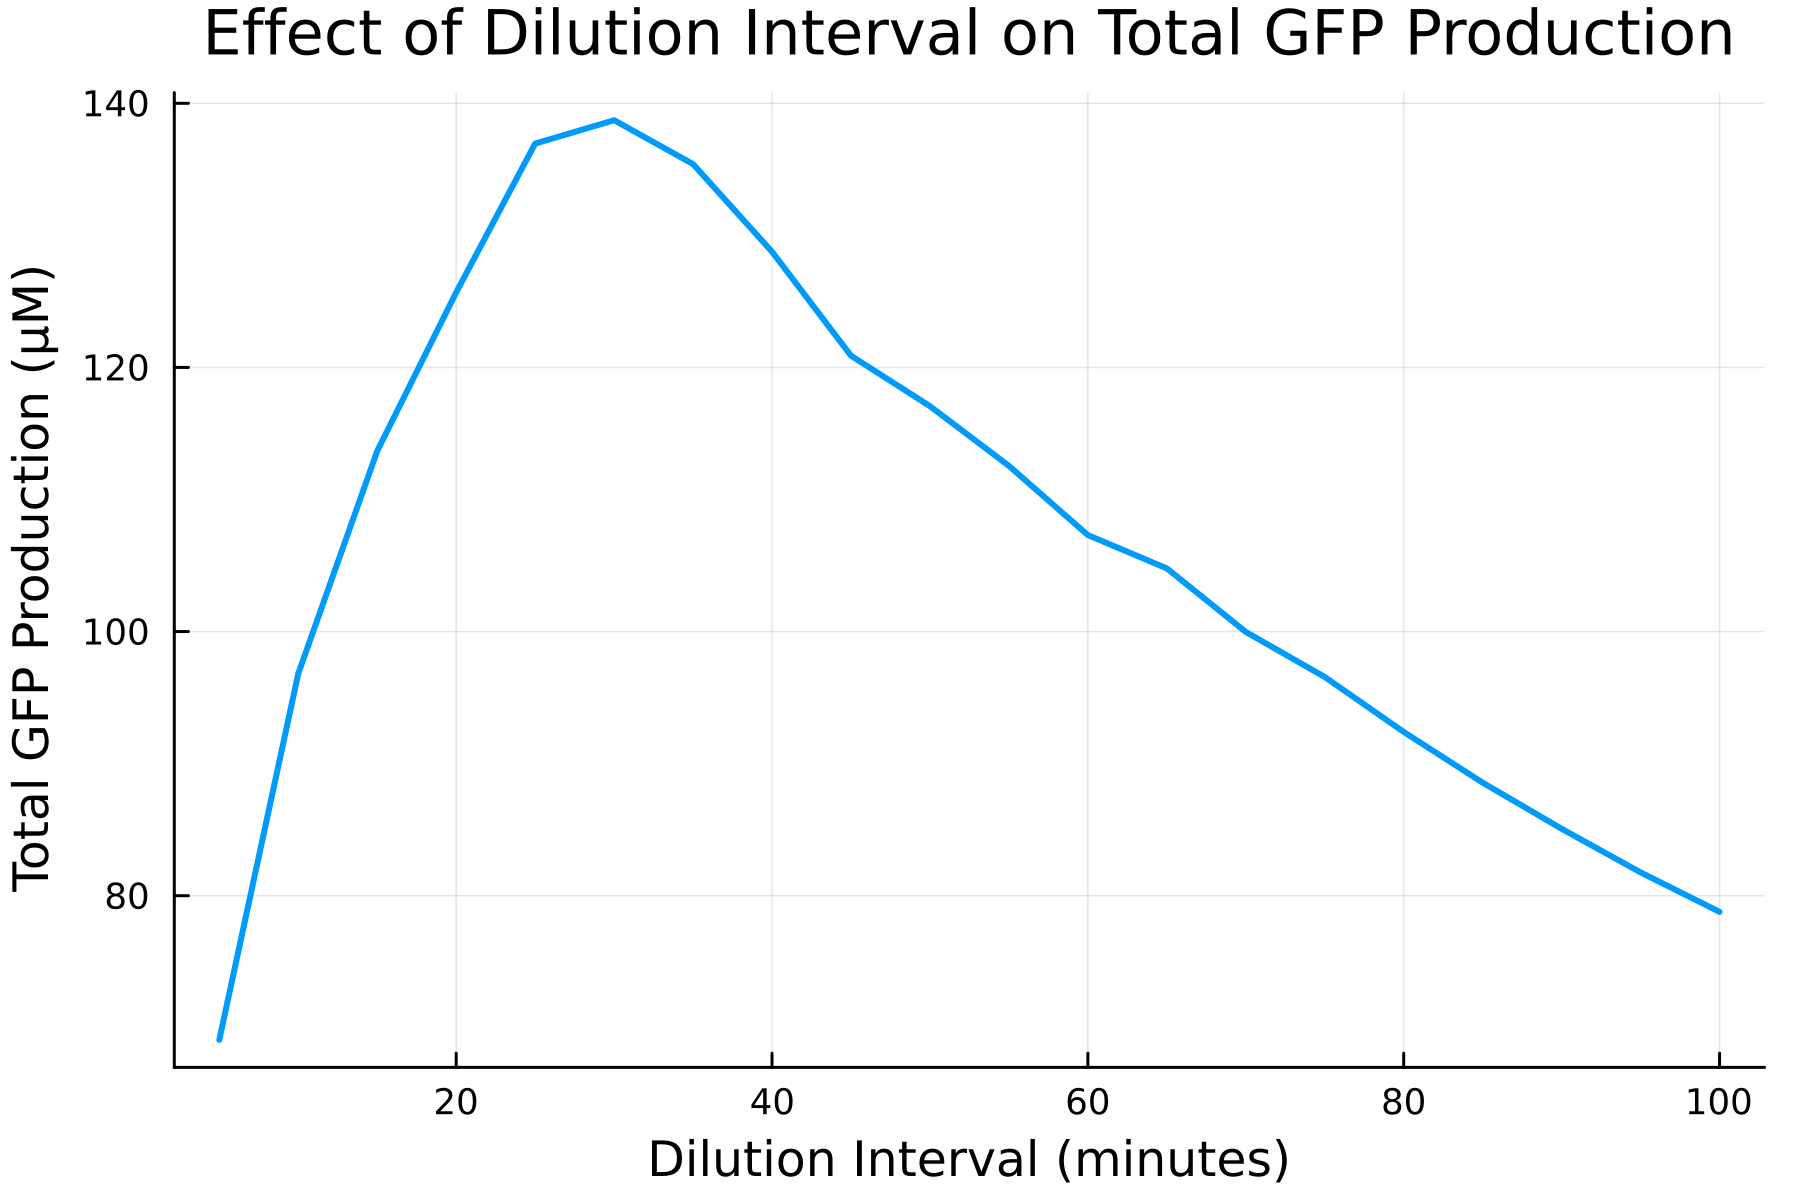 Effect of Dilution Interval on Total GFP Production
Total GFP Production (μM)
140
120
100
80
20 40 60 80 100
Dilution Interval (minutes)